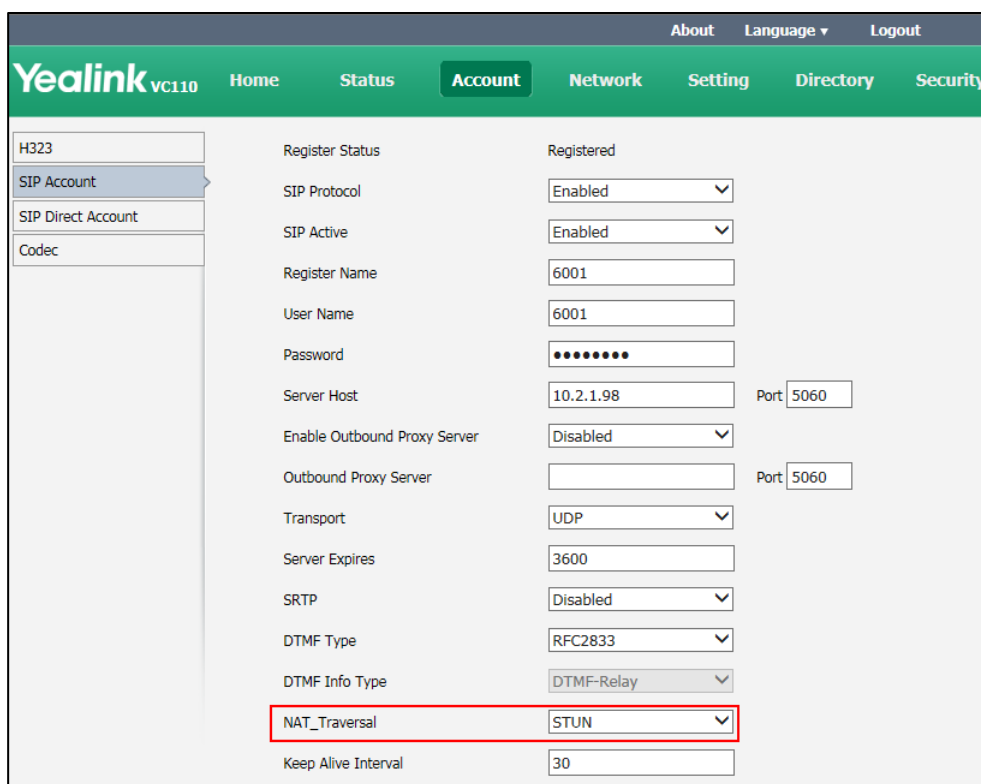 About Language ▾ Logout
Yealink VC110 Home Status Account Network Setting Directory Security
H323
SIP Account
SIP Direct Account
Codec
Register Status Registered
SIP Protocol Enabled
SIP Active Enabled
Register Name 6001
User Name 6001
Password ●●●●●●●●
Server Host 10.2.1.98 Port 5060
Enable Outbound Proxy Server Disabled
Outbound Proxy Server Port 5060
Transport UDP
Server Expires 3600
SRTP Disabled
DTMF Type RFC2833
DTMF Info Type DTMF-Relay
NAT_Traversal STUN
Keep Alive Interval 30